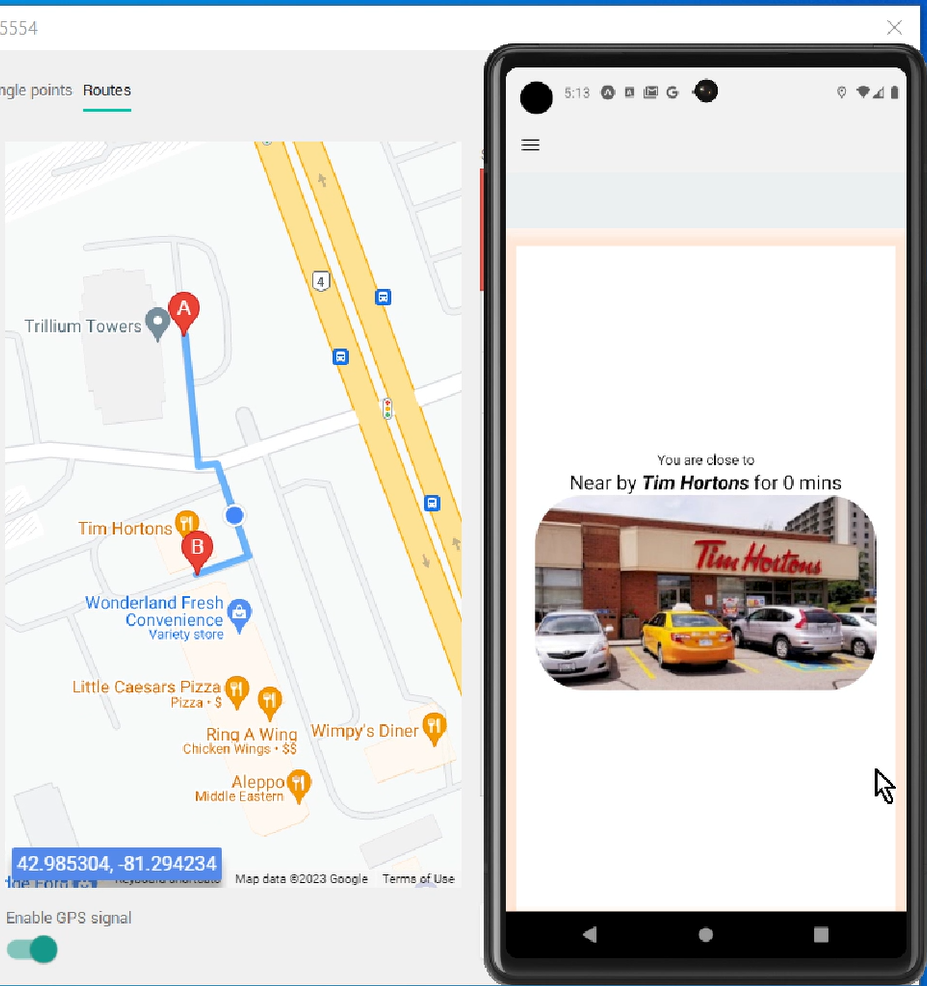 5554
ngle points
Routes
4
Trillium Towers
A
Tim Hortons
B
Wonderland Fresh
Convenience
Variety store
Little Caesars Pizza
Pizza • $
Ring A Wing
Chicken Wings • $$
Wimpy's Diner
Aleppo
Middle Eastern
42.985304, -81.294234
Map data ©2023 Google
Terms of Use
Enable GPS signal
5:13
G
You are close to
Near by Tim Hortons for 0 mins
Tim Hortons